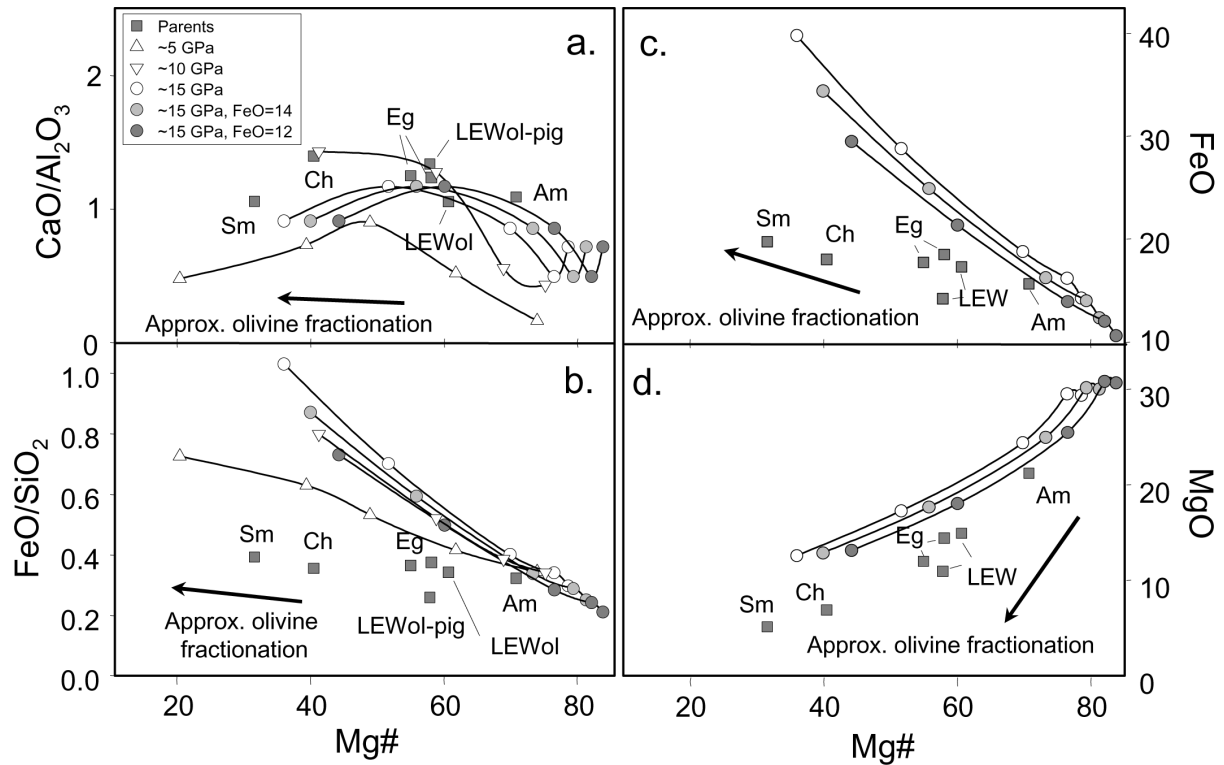 Parents
~5 GPa
~10 GPa
~15 GPa
~15 GPa, FeO=14
~15 GPa, FeO=12
a.
2
1
0
CaO/Al2O3
Eg
LEWol-pig
Ch
Am
Sm
LEWol
Approx. olivine fractionation
b.
1.0
0.8
0.6
0.4
0.2
0.0
FeO/SiO2
Sm
Ch
Eg
Am
LEWol-pig
LEWol
Approx. olivine
fractionation
20
40
60
80
Mg#
c.
40
30
20
10
FeO
Sm
Ch
Eg
LEW
Am
Approx. olivine fractionation
d.
30
20
10
0
MgO
Am
Eg
LEW
Ch
Sm
Approx. olivine fractionation
20
40
60
80
Mg#